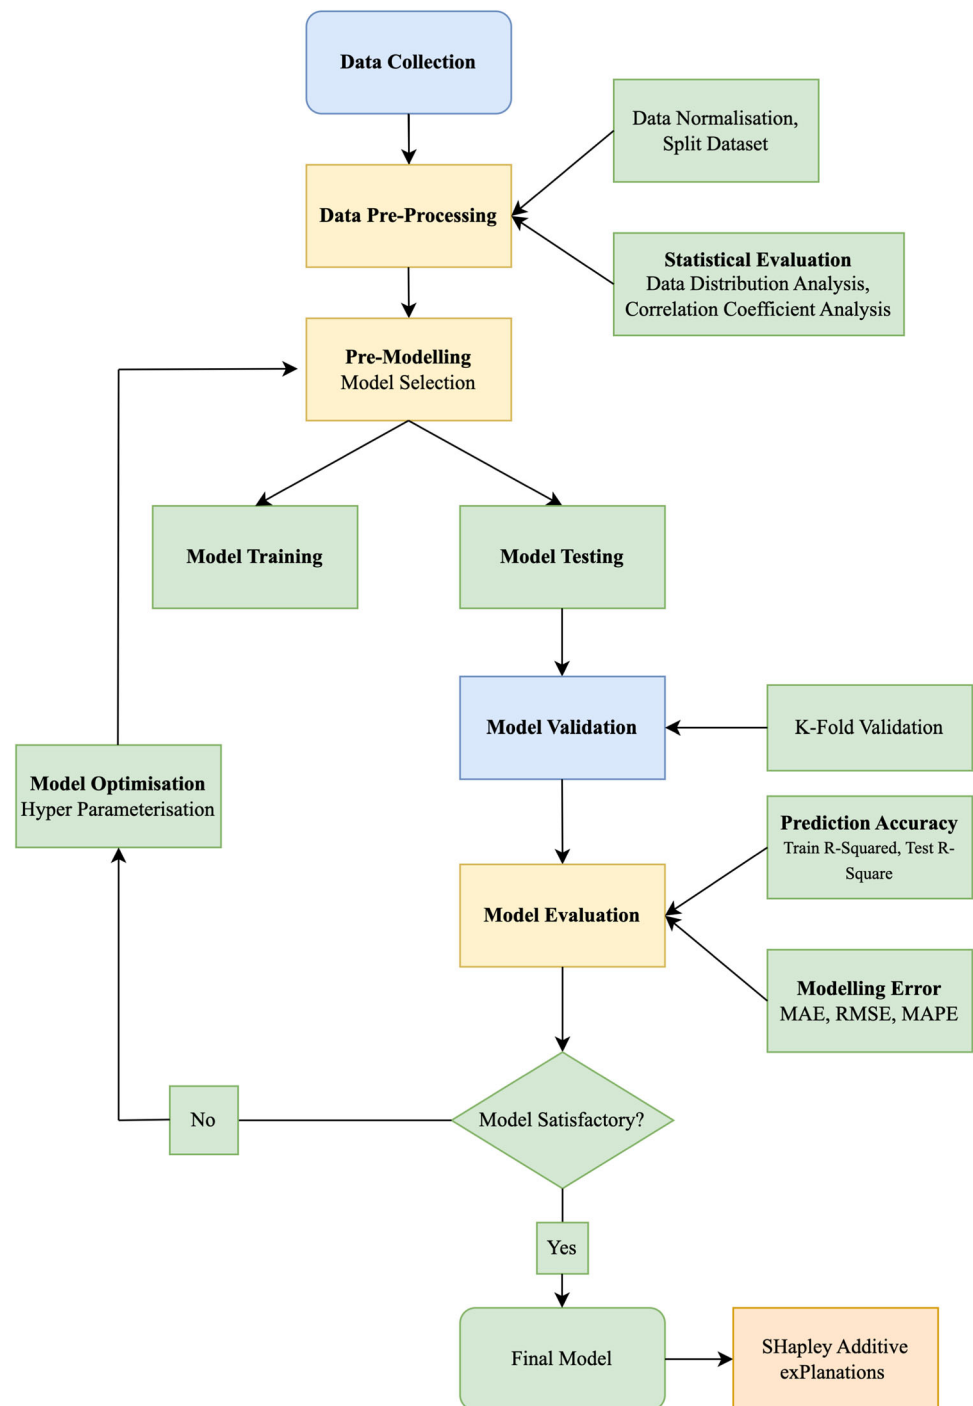 Data Collection
Data Normalisation,
Split Dataset
Data Pre-Processing
Statistical Evaluation
Data Distribution Analysis,
Correlation Coefficient Analysis
Pre-Modelling
Model Selection
Model Training
Model Testing
Model Validation
K-Fold Validation
Model Optimisation
Hyper Parameterisation
Prediction Accuracy
Train R-Squared, Test R-
Square
Model Evaluation
Modelling Error
MAE, RMSE, MAPE
No
Model Satisfactory?
Yes
Final Model
SHapley Additive
exPlanations